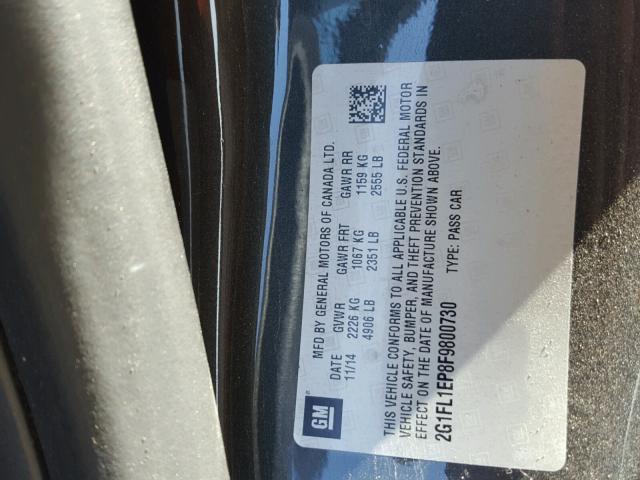 GM
MFD BY GENERAL MOTORS OF CANADA LTD.
DATE GVWR GAWR FRT GAWR RR
11/14 2226 KG 1067 KG 1159 KG
4906 LB 2351 LB 2555 LB
THIS VEHICLE CONFORMS TO ALL APPLICABLE U.S. FEDERAL MOTOR
VEHICLE SAFETY, BUMPER, AND THEFT PREVENTION STANDARDS IN
EFFECT ON THE DATE OF MANUFACTURE SHOWN ABOVE.
2G1FL1EP8F9800730 TYPE: PASS CAR